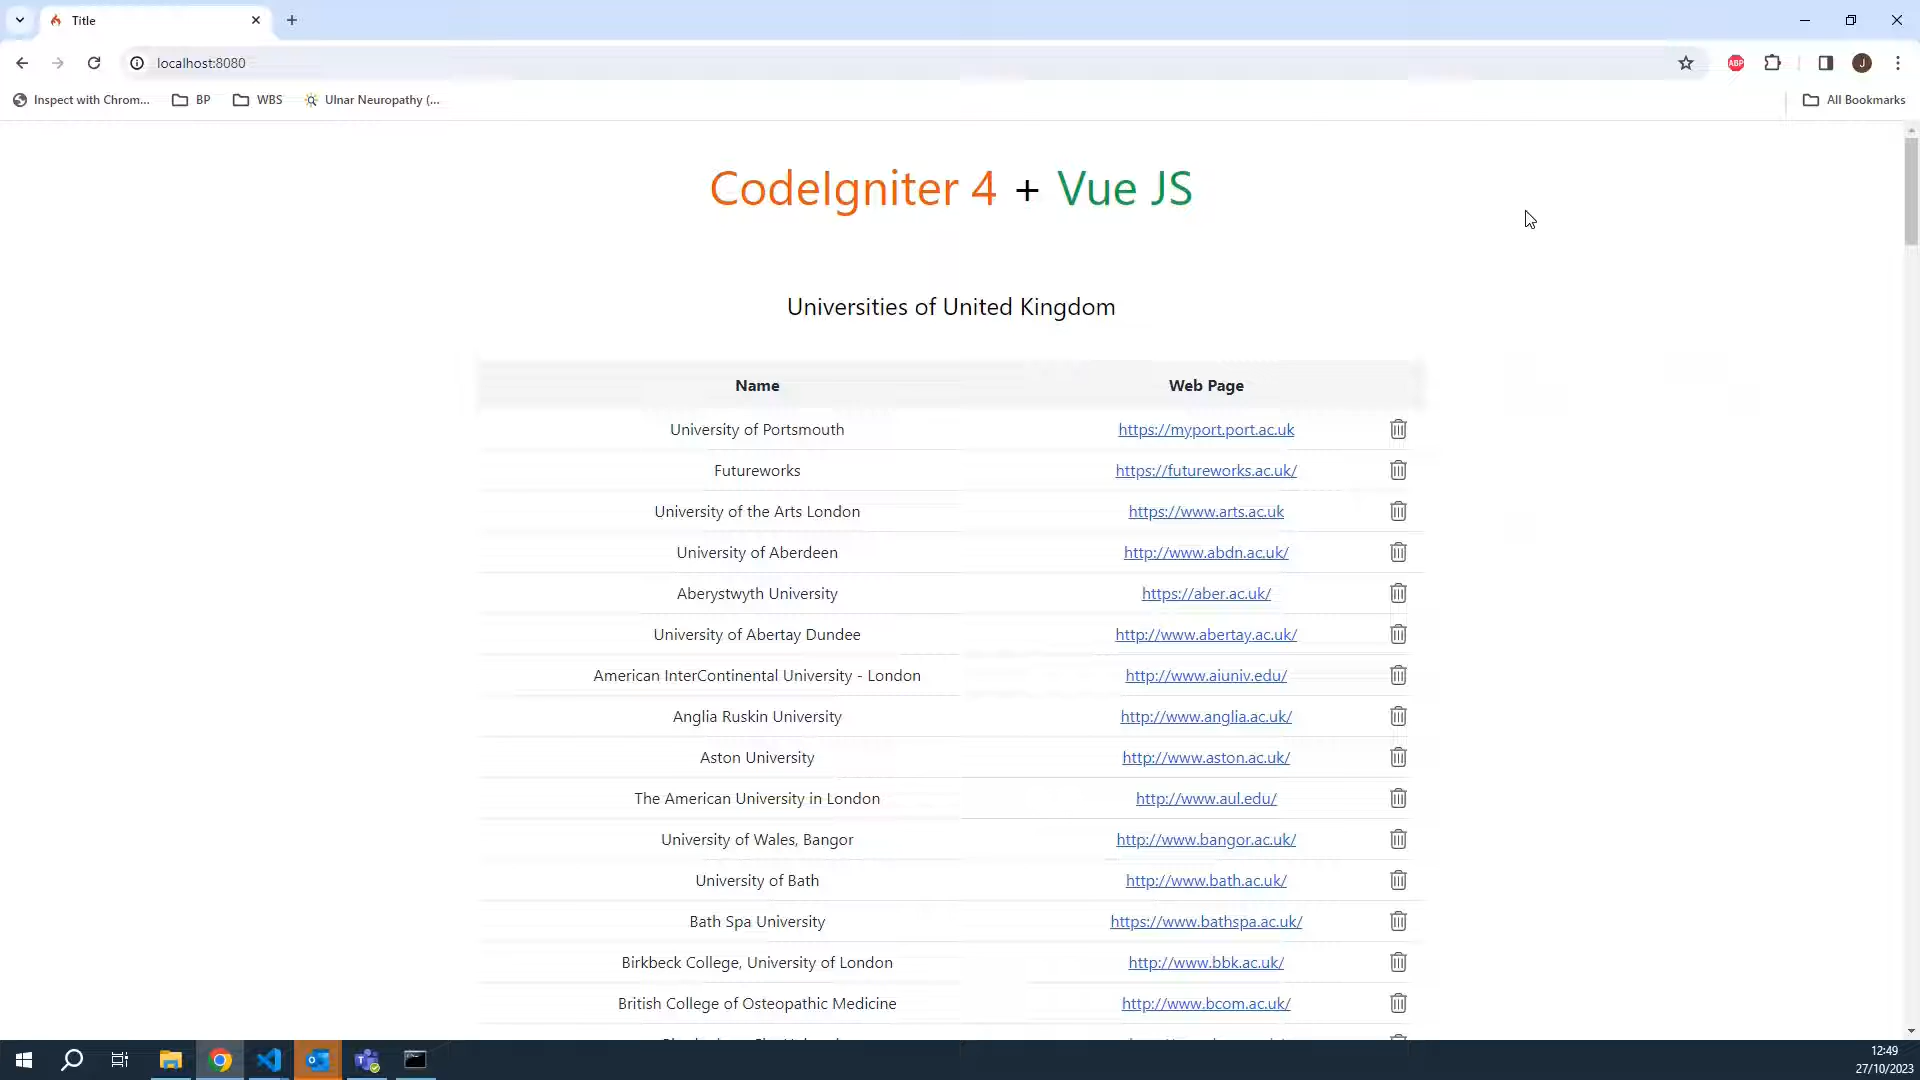 Title
localhost:8080
ABP
J
Inspect with Chrom...
BP
WBS
Ulnar Neuropathy (...
All Bookmarks
CodeIgniter 4 + Vue JS
Universities of United Kingdom
Name Web Page
University of Portsmouth https://myport.port.ac.uk
Futureworks https://futureworks.ac.uk/
University of the Arts London https://www.arts.ac.uk
University of Aberdeen http://www.abdn.ac.uk/
Aberystwyth University https://aber.ac.uk/
University of Abertay Dundee http://www.abertay.ac.uk/
American InterContinental University - London http://www.aiuniv.edu/
Anglia Ruskin University http://www.anglia.ac.uk/
Aston University http://www.aston.ac.uk/
The American University in London http://www.aul.edu/
University of Wales, Bangor http://www.bangor.ac.uk/
University of Bath http://www.bath.ac.uk/
Bath Spa University https://www.bathspa.ac.uk/
Birkbeck College, University of London http://www.bbk.ac.uk/
British College of Osteopathic Medicine http://www.bcom.ac.uk/
12:49
27/10/2023